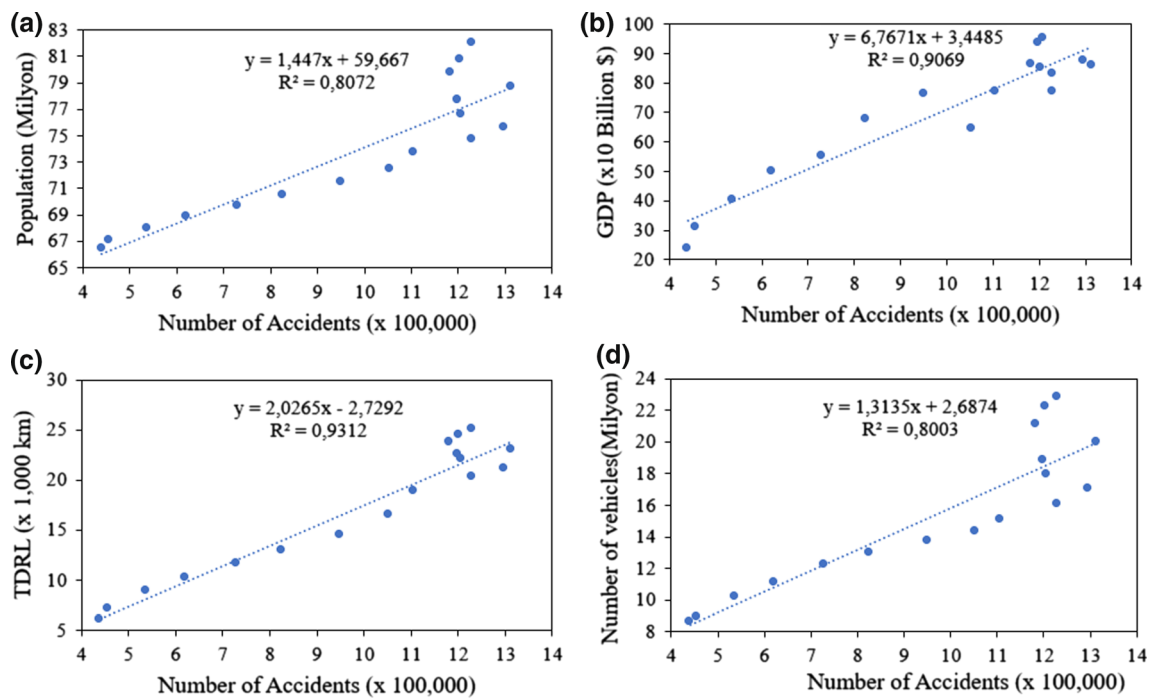 (a)
y = 1,447x + 59,667
R² = 0,8072
Population (Milyon)
83
81
79
77
75
73
71
69
67
65
4 5 6 7 8 9 10 11 12 13 14
Number of Accidents (x 100,000)
(b)
y = 6,7671x + 3,4485
R² = 0,9069
GDP (x10 Billion $)
100
90
80
70
60
50
40
30
20
4 5 6 7 8 9 10 11 12 13 14
Number of Accidents (x 100,000)
(c)
y = 2,0265x - 2,7292
R² = 0,9312
TDRL (x 1,000 km)
30
25
20
15
10
5
4 5 6 7 8 9 10 11 12 13 14
Number of Accidents (x 100,000)
(d)
y = 1,3135x + 2,6874
R² = 0,8003
Number of vehicles(Milyon)
24
22
20
18
16
14
12
10
8
4 5 6 7 8 9 10 11 12 13 14
Number of Accidents (x 100,000)